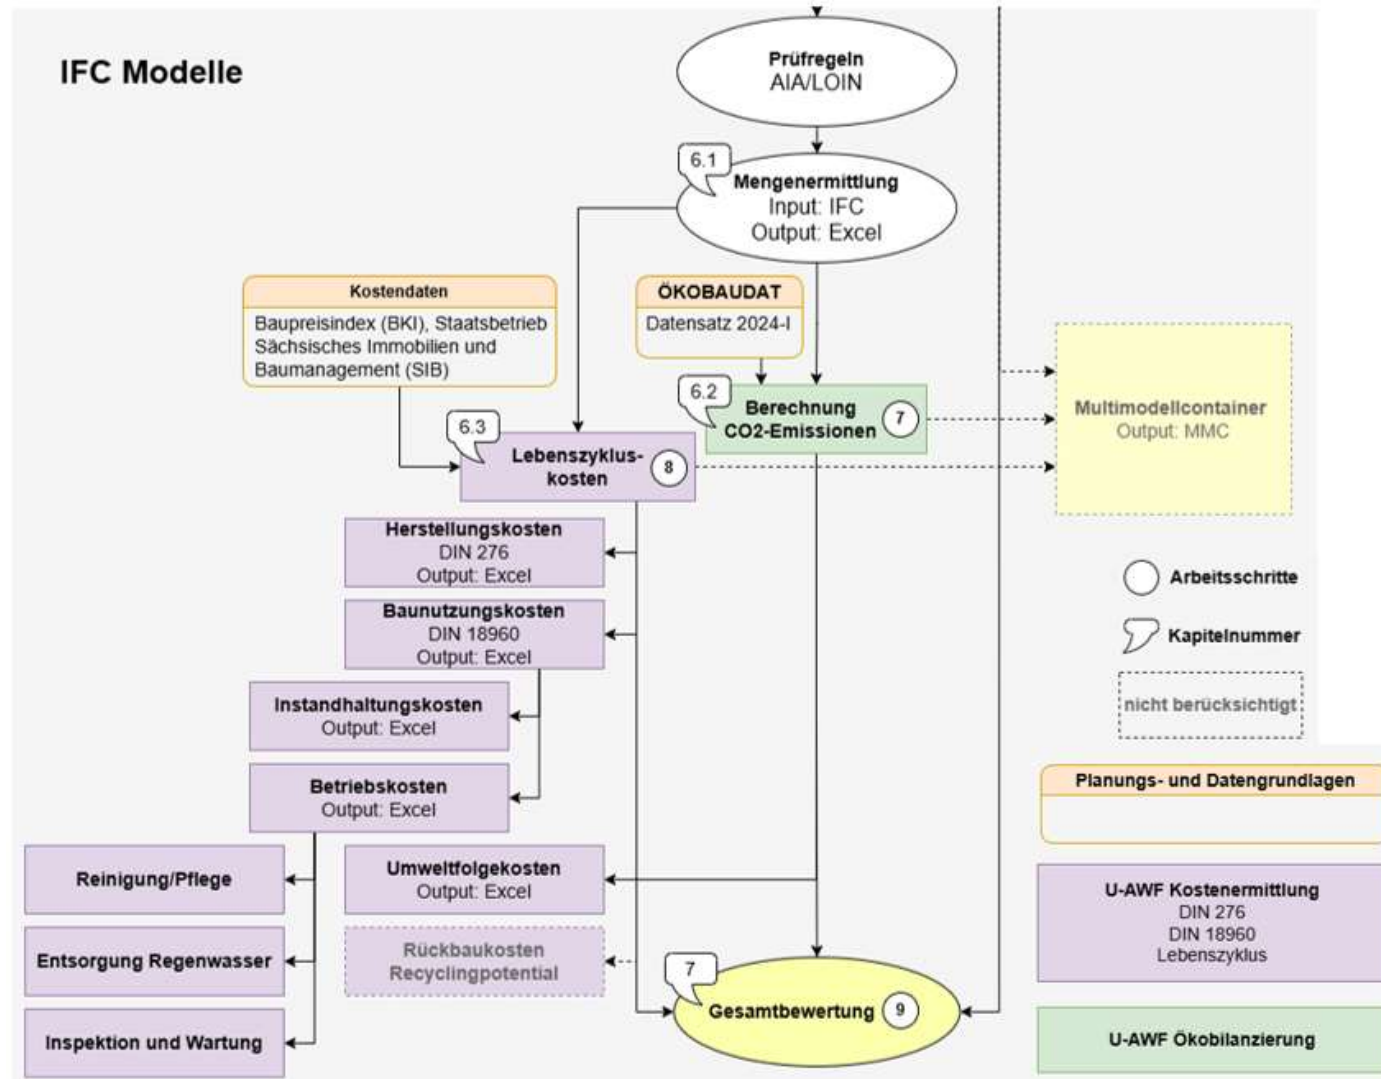 IFC Modelle
Prüfregeln
AIA/LOIN
6.1
Mengenermittlung
Input: IFC
Output: Excel
Kostendaten
Baupreisindex (BKI), Staatsbetrieb
Sächsisches Immobilien und
Baumanagement (SIB)
ÖKOBAUDAT
Datensatz 2024-I
6.2
Berechnung
CO2-Emissionen
7
Multimodellcontainer
Output: MMC
6.3
Lebenszyklus-
kosten
8
Herstellungskosten
DIN 276
Output: Excel
Baunutzungskosten
DIN 18960
Output: Excel
Instandhaltungskosten
Output: Excel
Betriebskosten
Output: Excel
Reinigung/Pflege
Entsorgung Regenwasser
Inspektion und Wartung
Umweltfolgekosten
Output: Excel
Rückbaukosten
Recyclingpotential
7
Gesamtbewertung
9
Arbeitsschritte
Kapitelnummer
nicht berücksichtigt
Planungs- und Datengrundlagen
U-AWF Kostenermittlung
DIN 276
DIN 18960
Lebenszyklus
U-AWF Ökobilanzierung